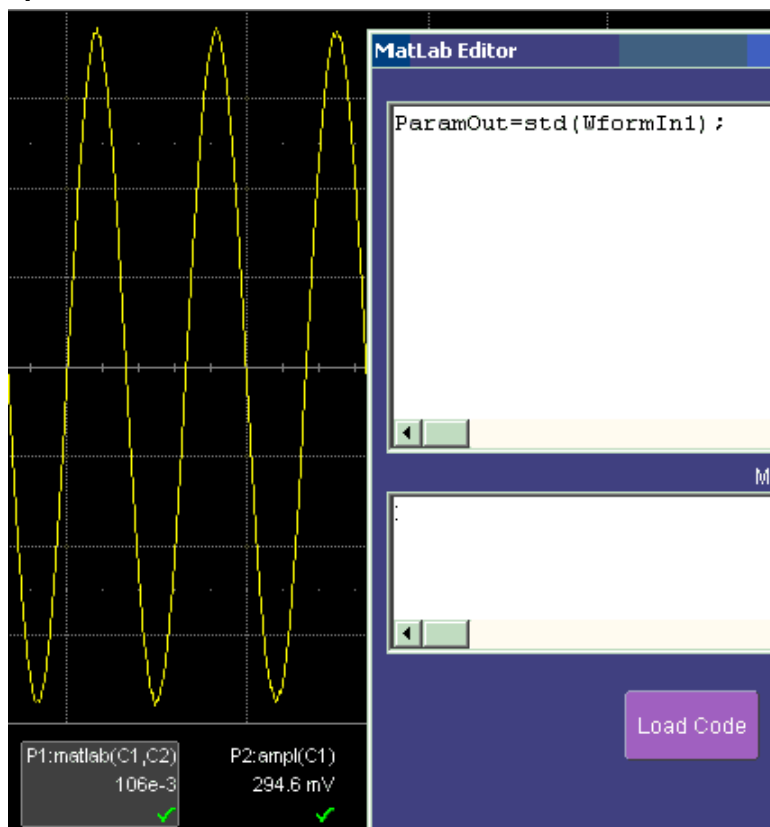 MatLab Editor
ParamOut=std(WformIn1);
M
Load Code
P1:matlab(C1,C2)
106e-3
P2:ampl(C1)
294.6 mV